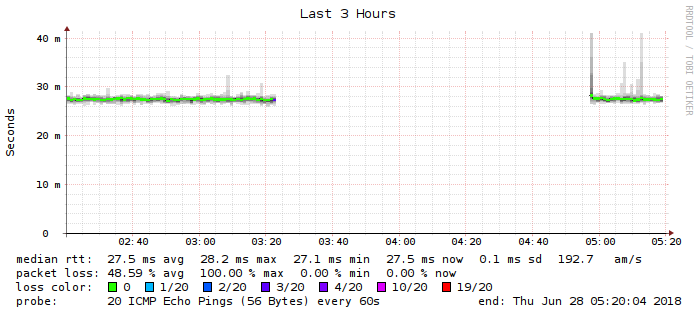 Last 3 Hours
RRDTOOL / TOBI OETIKER
Seconds
40 m
30 m
20 m
10 m
0
02:40 03:00 03:20 03:40 04:00 04:20 04:40 05:00 05:20
median rtt: 27.5 ms avg 28.2 ms max 27.1 ms min 27.5 ms now 0.1 ms sd 192.7 am/s
packet loss: 48.59 % avg 100.00 % max 0.00 % min 0.00 % now
loss color: 0 1/20 2/20 3/20 4/20 10/20 19/20
probe: 20 ICMP Echo Pings (56 Bytes) every 60s end: Thu Jun 28 05:20:04 2018